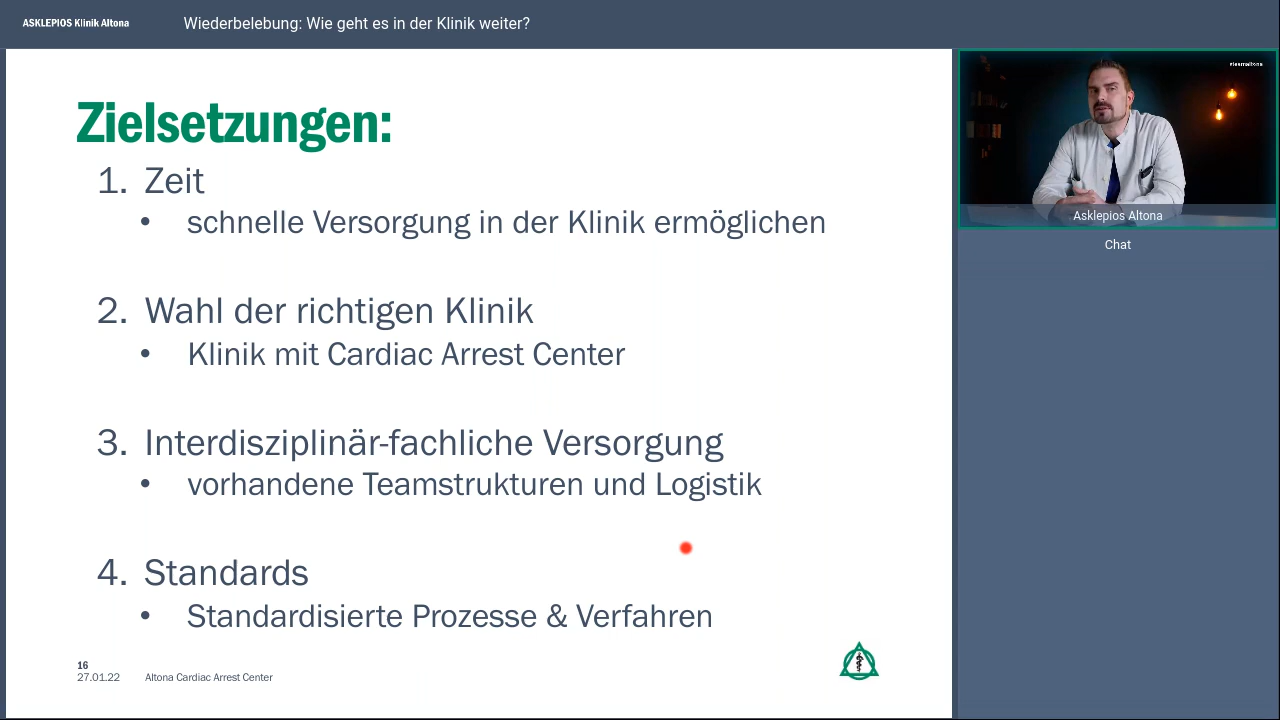 ASKLEPIOS Klinik Altona
Wiederbelebung: Wie geht es in der Klinik weiter?
Zielsetzungen:
1. Zeit
• schnelle Versorgung in der Klinik ermöglichen
2. Wahl der richtigen Klinik
• Klinik mit Cardiac Arrest Center
3. Interdisziplinär-fachliche Versorgung
• vorhandene Teamstrukturen und Logistik
4. Standards
• Standardisierte Prozesse & Verfahren
16
27.01.22 Altona Cardiac Arrest Center
#teamaltona
Asklepios Altona
Chat